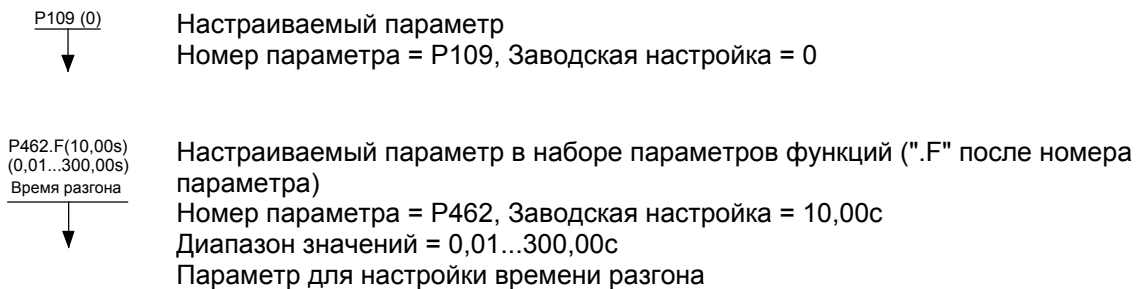 P109 (0)
Настраиваемый параметр
Номер параметра = P109, Заводская настройка = 0
P462.F(10,00s)
(0,01...300,00s)
Время разгона
Настраиваемый параметр в наборе параметров функций (".F" после номера
параметра)
Номер параметра = P462, Заводская настройка = 10,00с
Диапазон значений = 0,01...300,00с
Параметр для настройки времени разгона